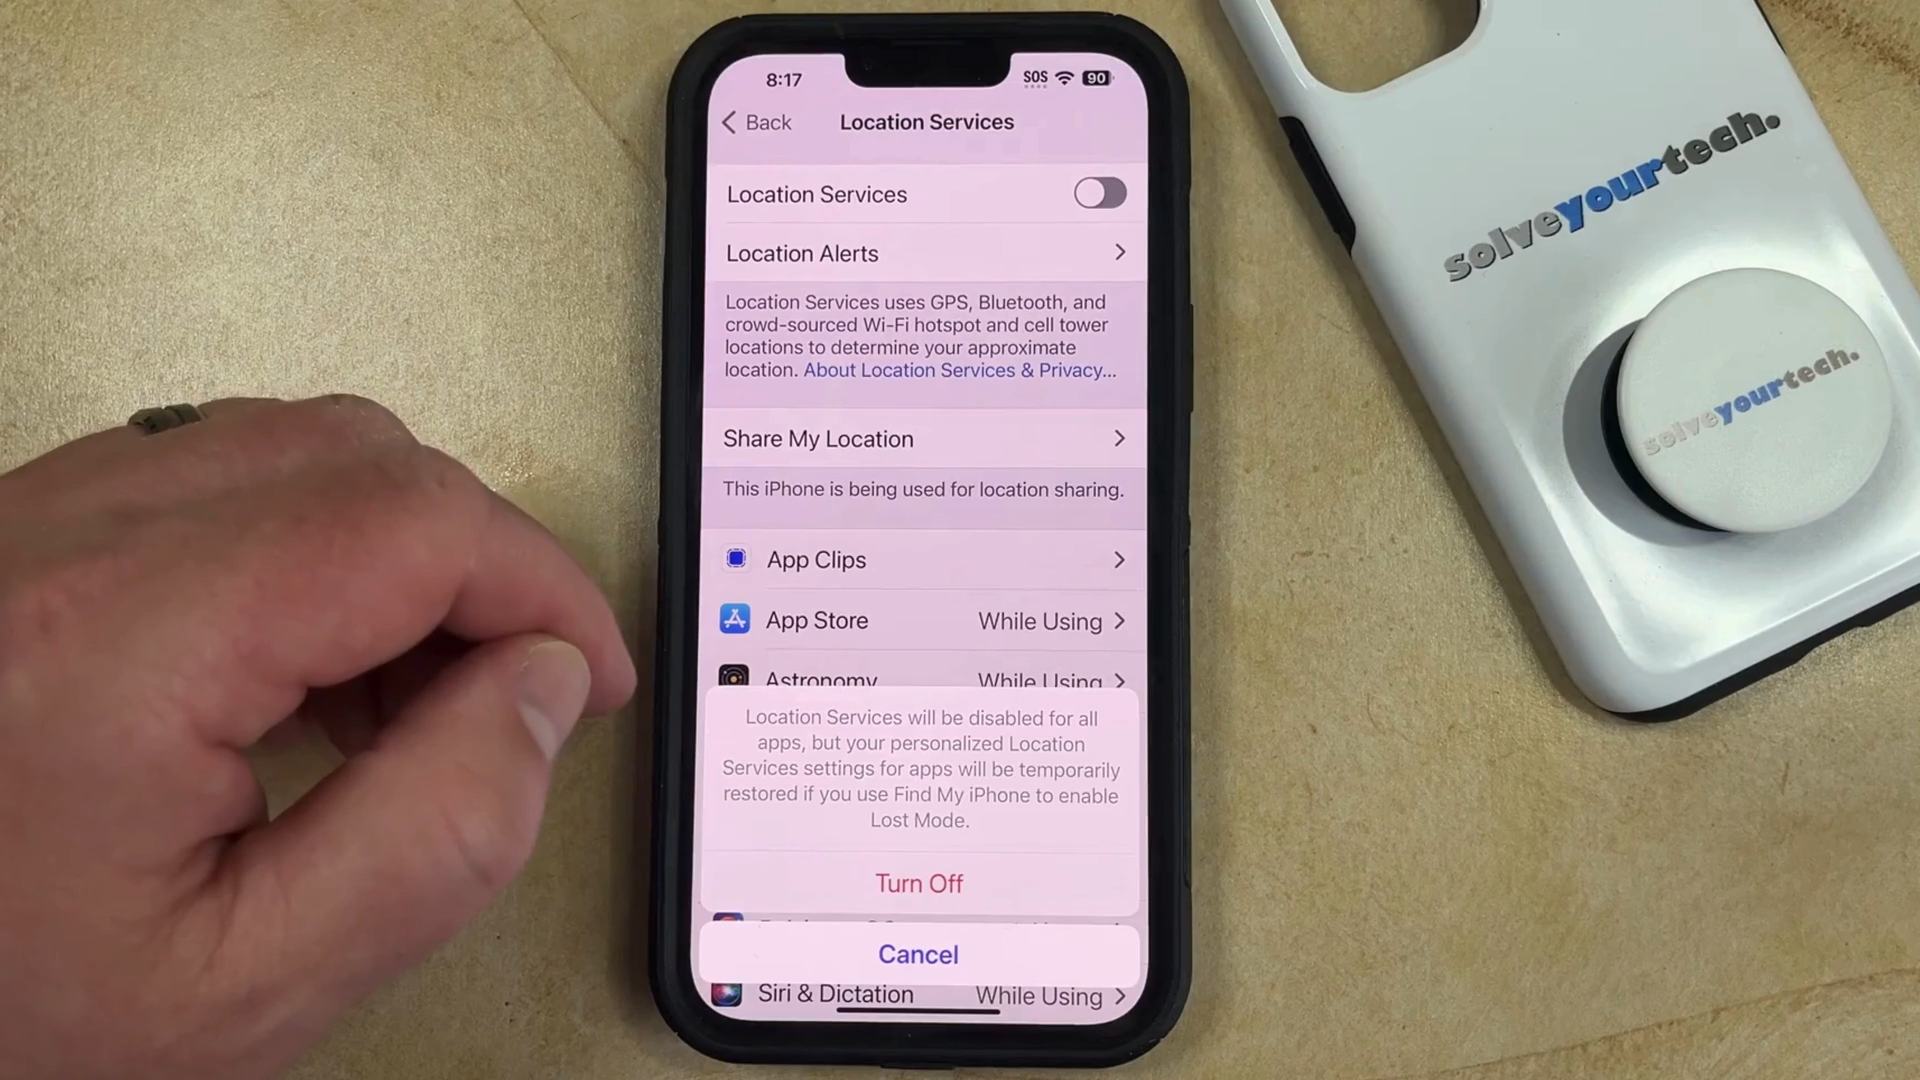 8:17
SOS
90
Back
Location Services
Location Services
Location Alerts
Location Services uses GPS, Bluetooth, and
crowd-sourced Wi-Fi hotspot and cell tower
locations to determine your approximate
location. About Location Services & Privacy...
Share My Location
This iPhone is being used for location sharing.
App Clips
App Store While Using
Astronomy While Using
Location Services will be disabled for all
apps, but your personalized Location
Services settings for apps will be temporarily
restored if you use Find My iPhone to enable
Lost Mode.
Turn Off
Cancel
Siri & Dictation While Using
solveyourtech.
solveyourtech.